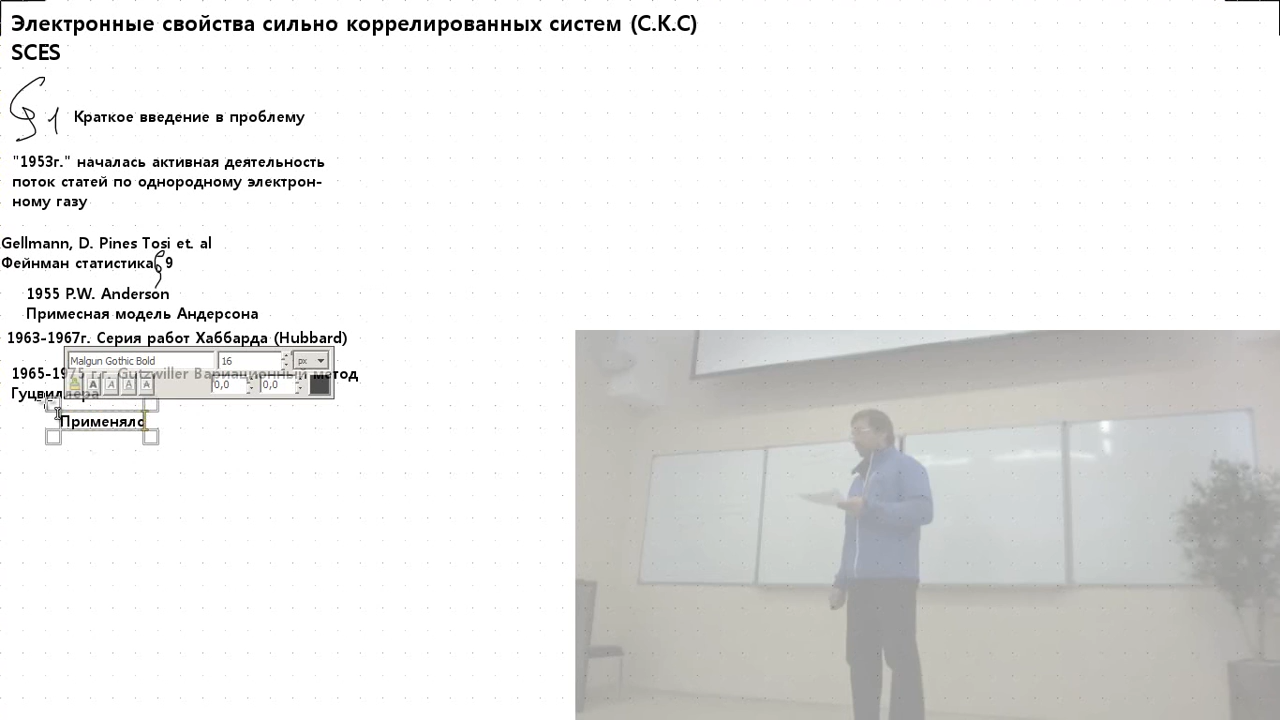 Электронные свойства сильно коррелированных систем (С.К.С)
SCES
§1 Краткое введение в проблему
"1953г." началась активная деятельность
поток статей по однородному электрон-
ному газу
Gellmann, D. Pines Tosi et. al
Фейнман статистика §9
1955 P.W. Anderson
Примесная модель Андерсона
1963-1967г. Серия работ Хаббарда (Hubbard)
Malgun Gothic Bold 16 px
1965-1975 г.г. Gutzwiller Вариационный метод
0,0 0,0
Гуцвиллера
Применялс